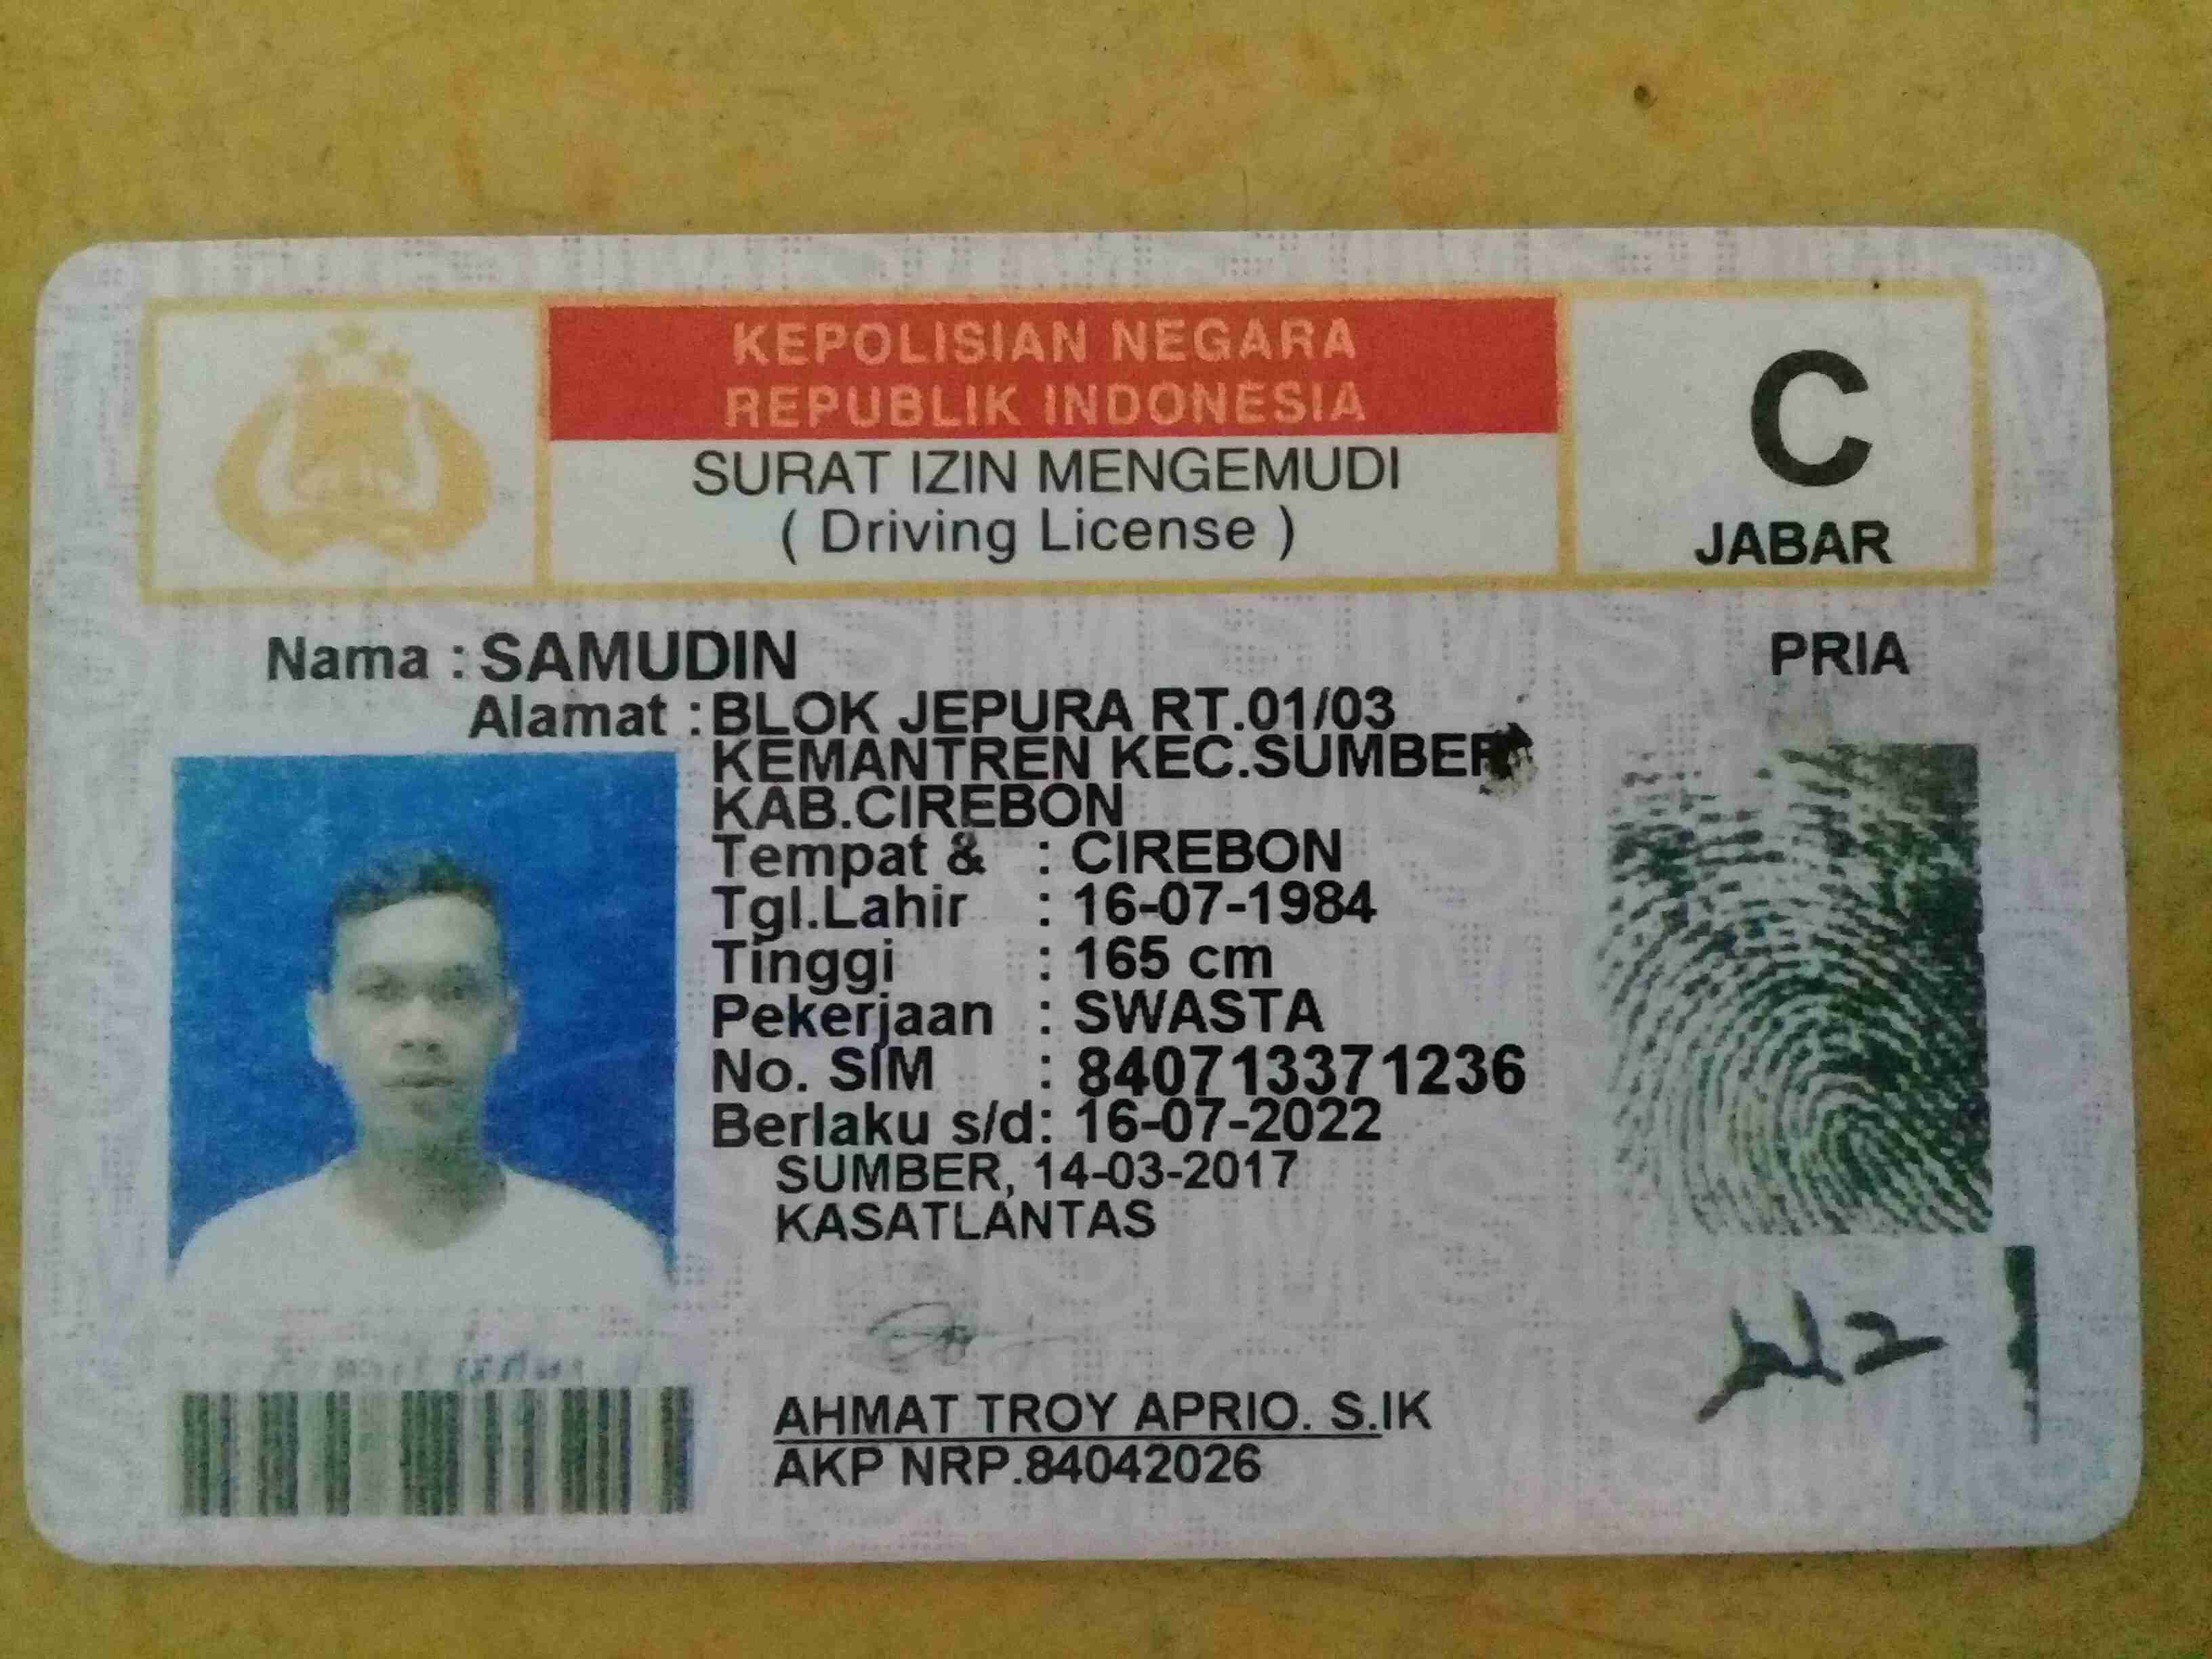 KEPOLISIAN NEGARA
REPUBLIK INDONESIA
SURAT IZIN MENGEMUDI
( Driving License )
C
JABAR
Nama : SAMUDIN
PRIA
Alamat : BLOK JEPURA RT.01/03
KEMANTREN KEC.SUMBER
KAB.CIREBON
Tempat & : CIREBON
Tgl.Lahir : 16-07-1984
Tinggi : 165 cm
Pekerjaan : SWASTA
No. SIM : 840713371236
Berlaku s/d: 16-07-2022
SUMBER, 14-03-2017
KASATLANTAS
AHMAT TROY APRIO. S.IK
AKP NRP.84042026